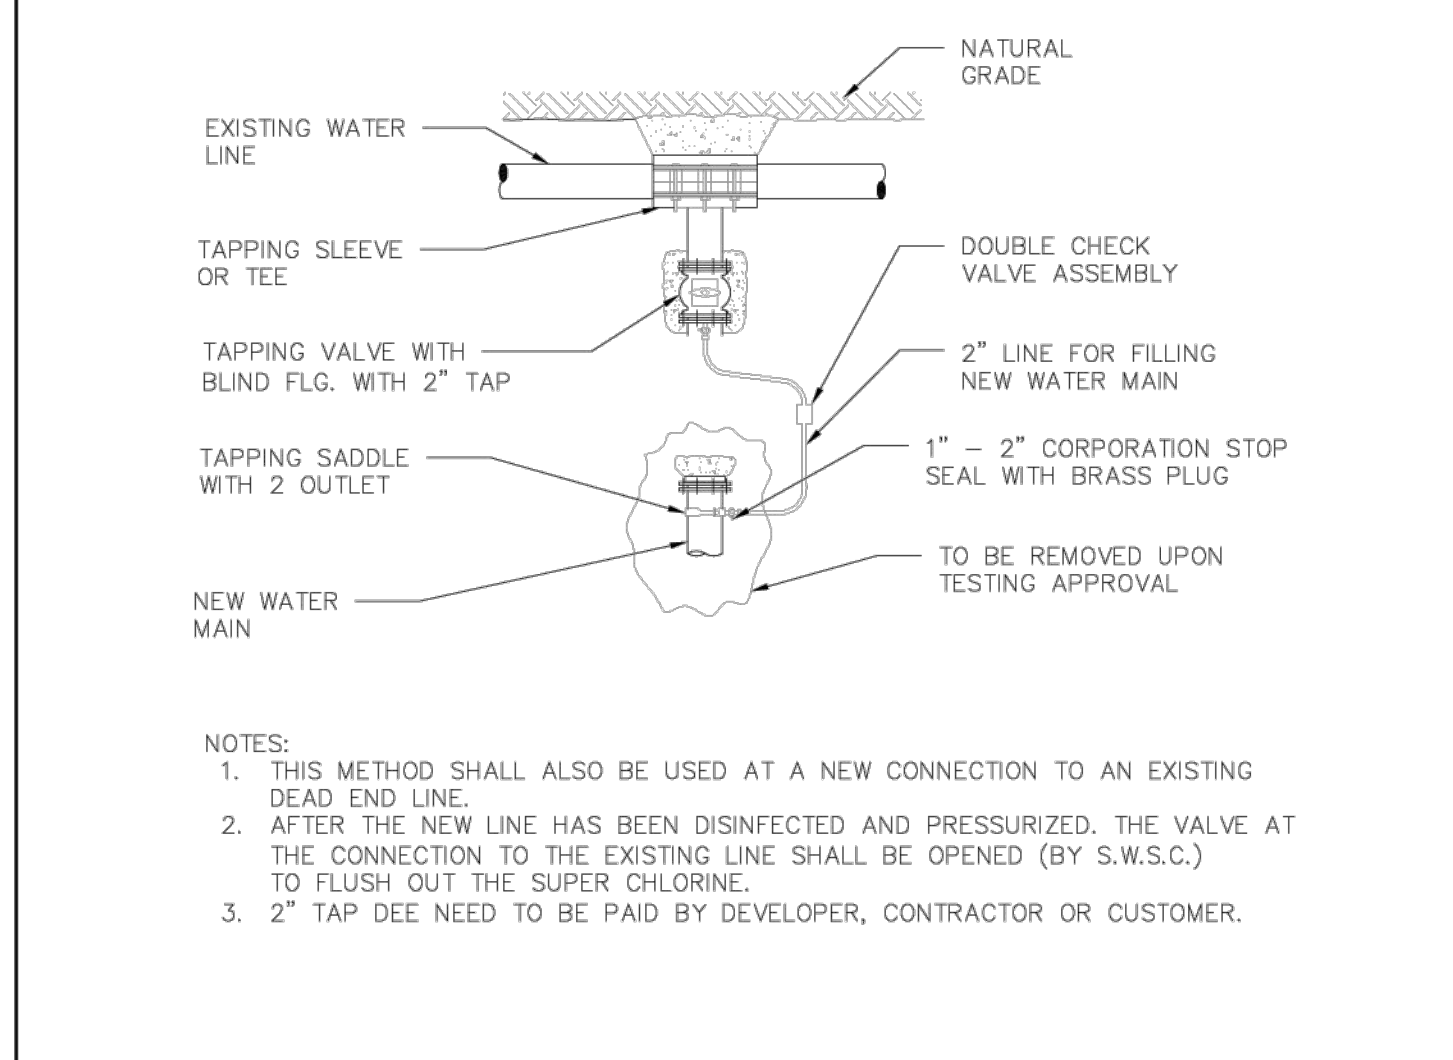 NATURAL
GRADE
EXISTING WATER
LINE
TAPPING SLEEVE
OR TEE
DOUBLE CHECK
VALVE ASSEMBLY
TAPPING VALVE WITH
BLIND FLG. WITH 2" TAP
2" LINE FOR FILLING
NEW WATER MAIN
TAPPING SADDLE
WITH 2 OUTLET
1" – 2" CORPORATION STOP
SEAL WITH BRASS PLUG
TO BE REMOVED UPON
TESTING APPROVAL
NEW WATER
MAIN
NOTES:
1. THIS METHOD SHALL ALSO BE USED AT A NEW CONNECTION TO AN EXISTING
DEAD END LINE.
2. AFTER THE NEW LINE HAS BEEN DISINFECTED AND PRESSURIZED. THE VALVE AT
THE CONNECTION TO THE EXISTING LINE SHALL BE OPENED (BY S.W.S.C.)
TO FLUSH OUT THE SUPER CHLORINE.
3. 2" TAP DEE NEED TO BE PAID BY DEVELOPER, CONTRACTOR OR CUSTOMER.